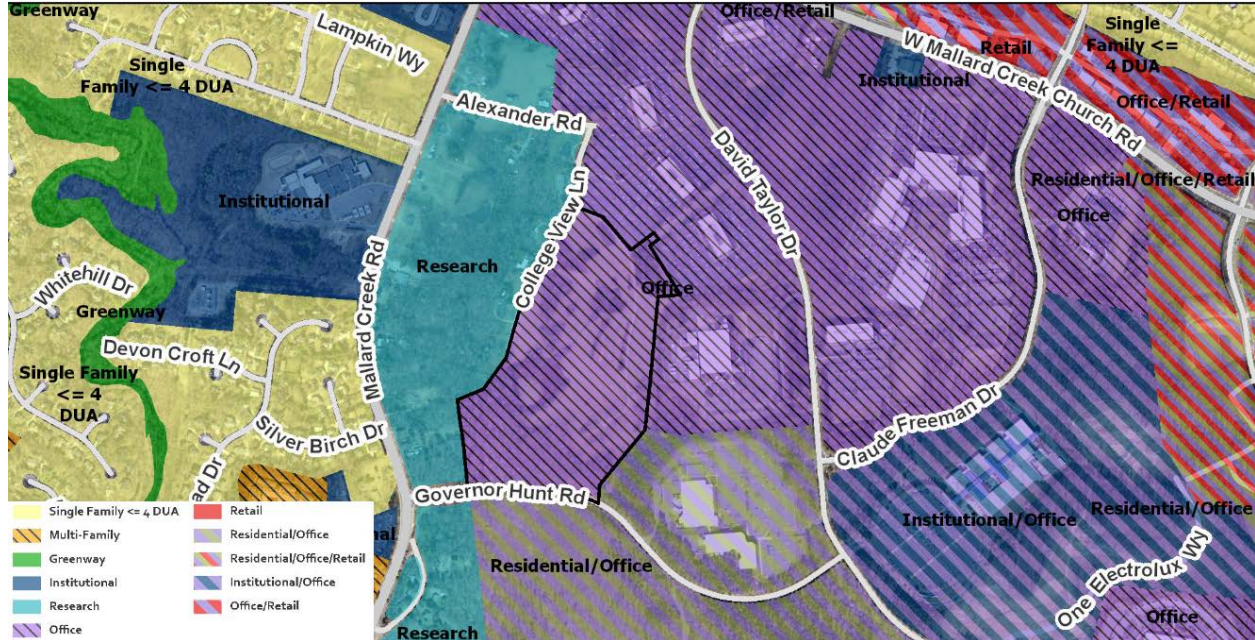 Greenway
Office/Retail
Lampkin Wy
Single
Family <= 4 DUA
W Mallard Creek Church Rd
Retail
Single
Family <=
4 DUA
Institutional
Office/Retail
Alexander Rd
David Taylor Dr
Residential/Office/Retail
Institutional
College View Ln
Office
Mallard Creek Rd
Research
Whitehill Dr
Office
Greenway
Devon Croft Ln
Single Family
<= 4
DUA
Silver Birch Dr
Claude Freeman Dr
ad Dr
Governor Hunt Rd
Institutional/Office
Residential/Office
Residential/Office
One Electrolux Wy
Office
Research
nal
Single Family <= 4 DUA
Multi-Family
Greenway
Institutional
Research
Office
Retail
Residential/Office
Residential/Office/Retail
Institutional/Office
Office/Retail